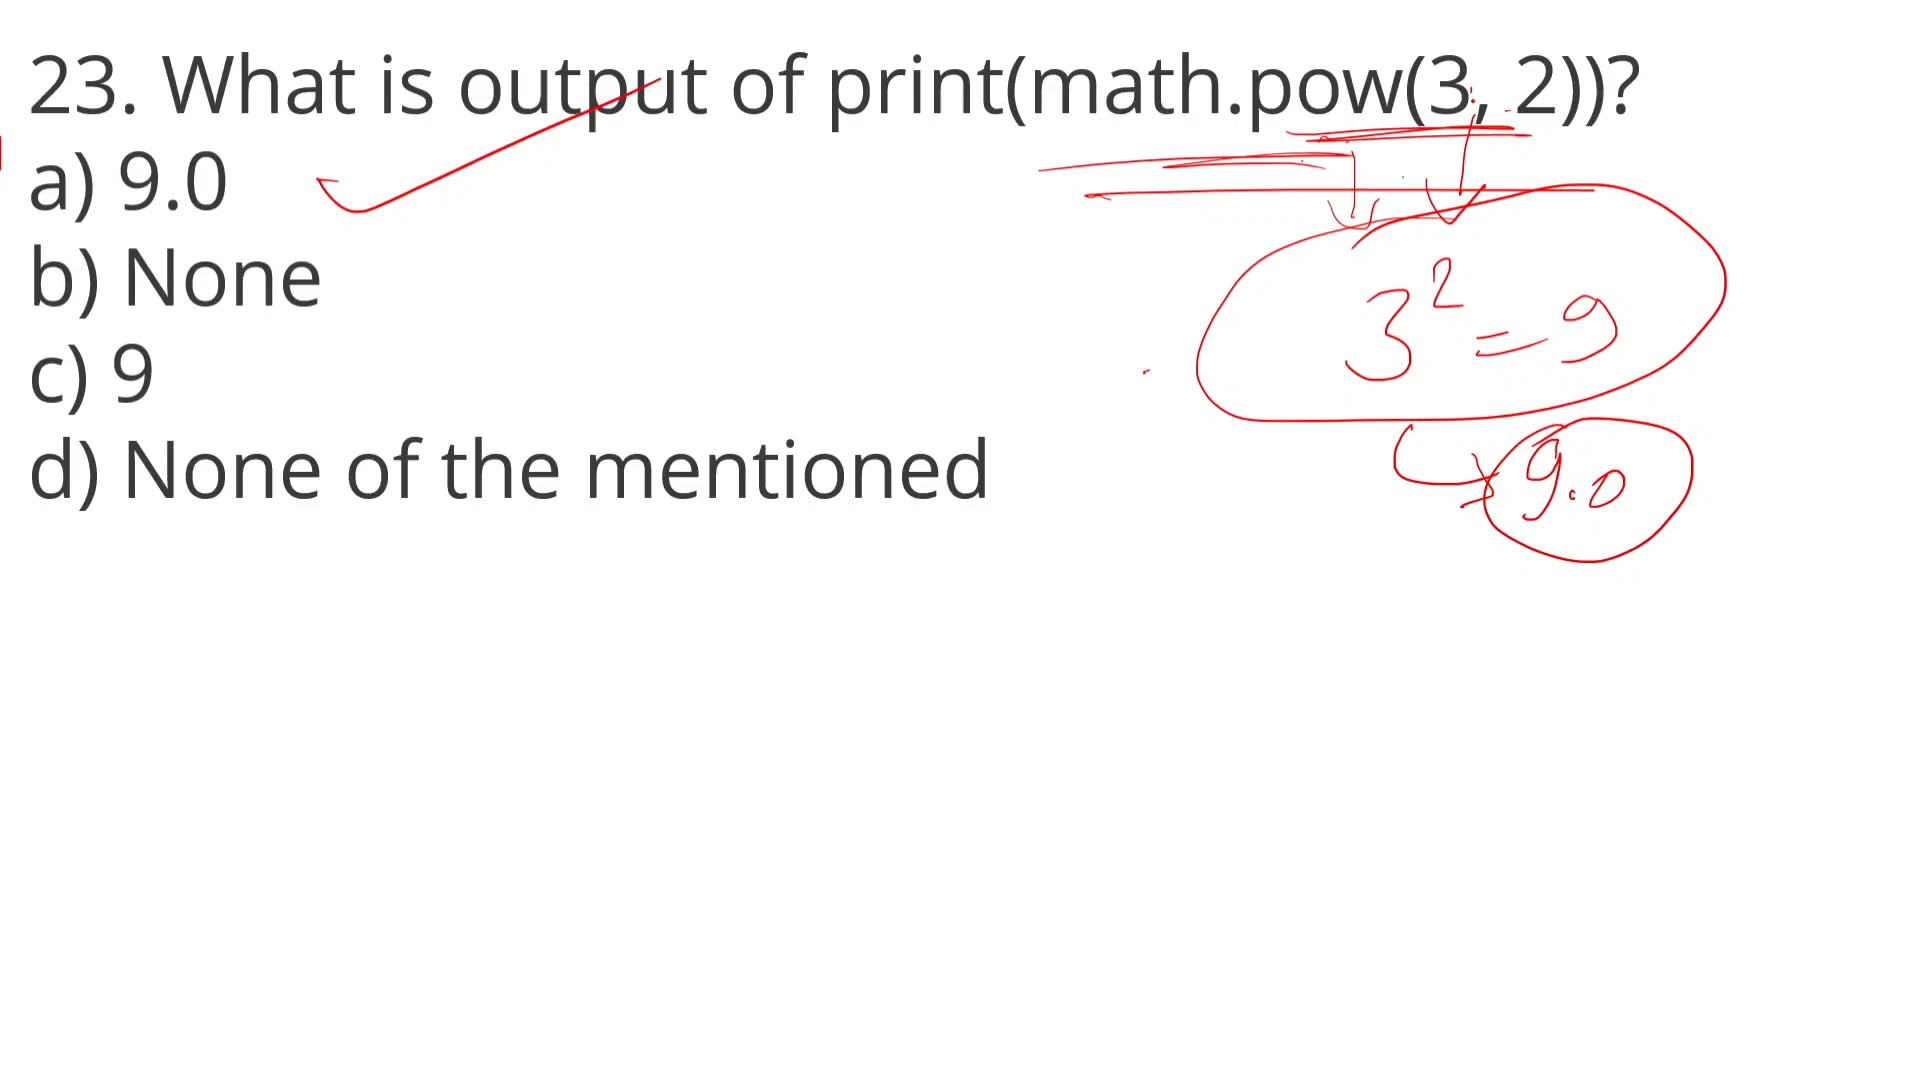 23. What is output of print(math.pow(3, 2))?
a) 9.0
b) None
3² = 9
c) 9
d) None of the mentioned
9.0